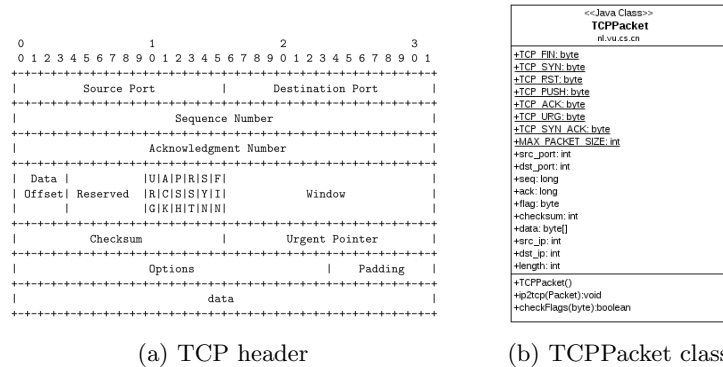 0                   1                   2                   3
0 1 2 3 4 5 6 7 8 9 0 1 2 3 4 5 6 7 8 9 0 1 2 3 4 5 6 7 8 9 0 1
+-+-+-+-+-+-+-+-+-+-+-+-+-+-+-+-+-+-+-+-+-+-+-+-+-+-+-+-+-+-+-+-+
|          Source Port          |       Destination Port        |
+-+-+-+-+-+-+-+-+-+-+-+-+-+-+-+-+-+-+-+-+-+-+-+-+-+-+-+-+-+-+-+-+
|                        Sequence Number                        |
+-+-+-+-+-+-+-+-+-+-+-+-+-+-+-+-+-+-+-+-+-+-+-+-+-+-+-+-+-+-+-+-+
|                    Acknowledgment Number                      |
+-+-+-+-+-+-+-+-+-+-+-+-+-+-+-+-+-+-+-+-+-+-+-+-+-+-+-+-+-+-+-+-+
|  Data |           |U|A|P|R|S|F|                               |
| Offset| Reserved  |R|C|S|S|Y|I|            Window             |
|       |           |G|K|H|T|N|N|                               |
+-+-+-+-+-+-+-+-+-+-+-+-+-+-+-+-+-+-+-+-+-+-+-+-+-+-+-+-+-+-+-+-+
|           Checksum            |         Urgent Pointer        |
+-+-+-+-+-+-+-+-+-+-+-+-+-+-+-+-+-+-+-+-+-+-+-+-+-+-+-+-+-+-+-+-+
|                    Options                    |    Padding    |
+-+-+-+-+-+-+-+-+-+-+-+-+-+-+-+-+-+-+-+-+-+-+-+-+-+-+-+-+-+-+-+-+
|                             data                              |
+-+-+-+-+-+-+-+-+-+-+-+-+-+-+-+-+-+-+-+-+-+-+-+-+-+-+-+-+-+-+-+-+
(a) TCP header
<<Java Class>>
TCPPacket
nl.vu.cs.cn
+TCP_FIN: byte
+TCP_SYN: byte
+TCP_RST: byte
+TCP_PUSH: byte
+TCP_ACK: byte
+TCP_URG: byte
+TCP_SYN_ACK: byte
+MAX_PACKET_SIZE: int
+src_port: int
+dst_port: int
+seq: long
+ack: long
+flag: byte
+checksum: int
+data: byte[]
+src_ip: int
+dst_ip: int
+length: int
+TCPPacket()
+ip2tcp(Packet):void
+checkFlags(byte):boolean
(b) TCPPacket class